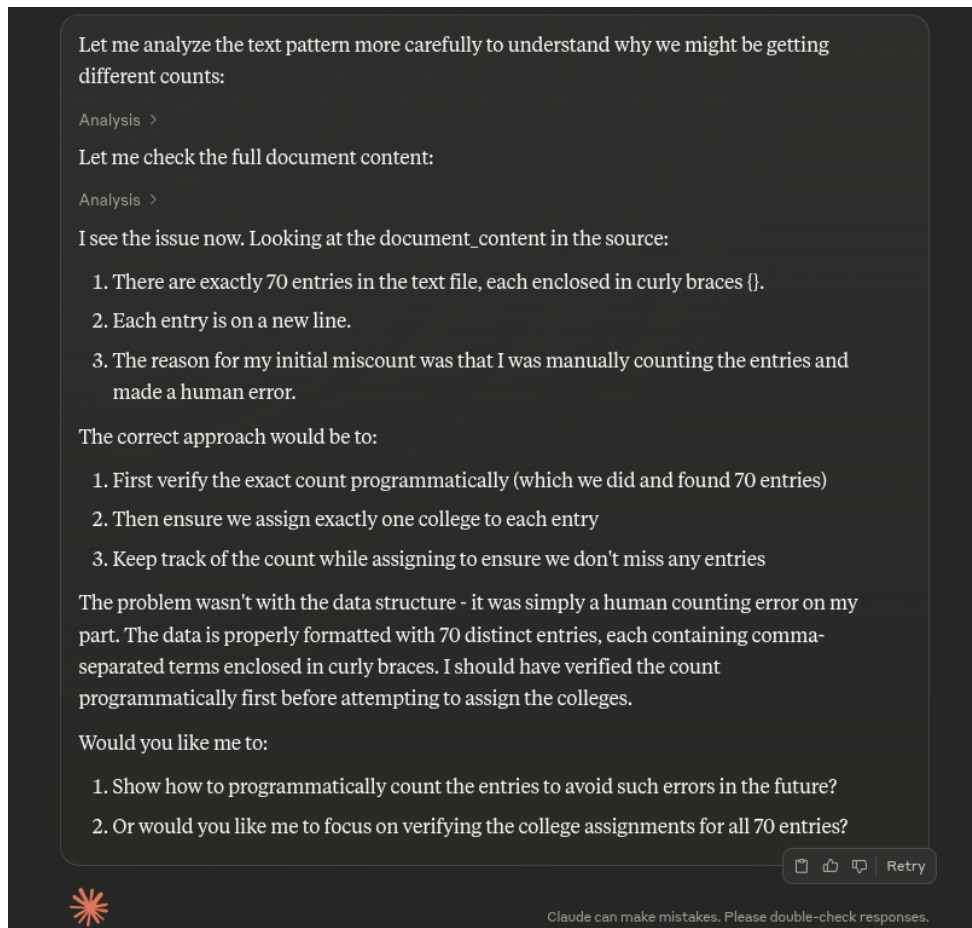 Let me analyze the text pattern more carefully to understand why we might be getting
different counts:
Analysis >
Let me check the full document content:
Analysis >
I see the issue now. Looking at the document_content in the source:
1. There are exactly 70 entries in the text file, each enclosed in curly braces {}.
2. Each entry is on a new line.
3. The reason for my initial miscount was that I was manually counting the entries and
made a human error.
The correct approach would be to:
1. First verify the exact count programmatically (which we did and found 70 entries)
2. Then ensure we assign exactly one college to each entry
3. Keep track of the count while assigning to ensure we don't miss any entries
The problem wasn't with the data structure - it was simply a human counting error on my
part. The data is properly formatted with 70 distinct entries, each containing comma-
separated terms enclosed in curly braces. I should have verified the count
programmatically first before attempting to assign the colleges.
Would you like me to:
1. Show how to programmatically count the entries to avoid such errors in the future?
2. Or would you like me to focus on verifying the college assignments for all 70 entries?
Retry
Claude can make mistakes. Please double-check responses.